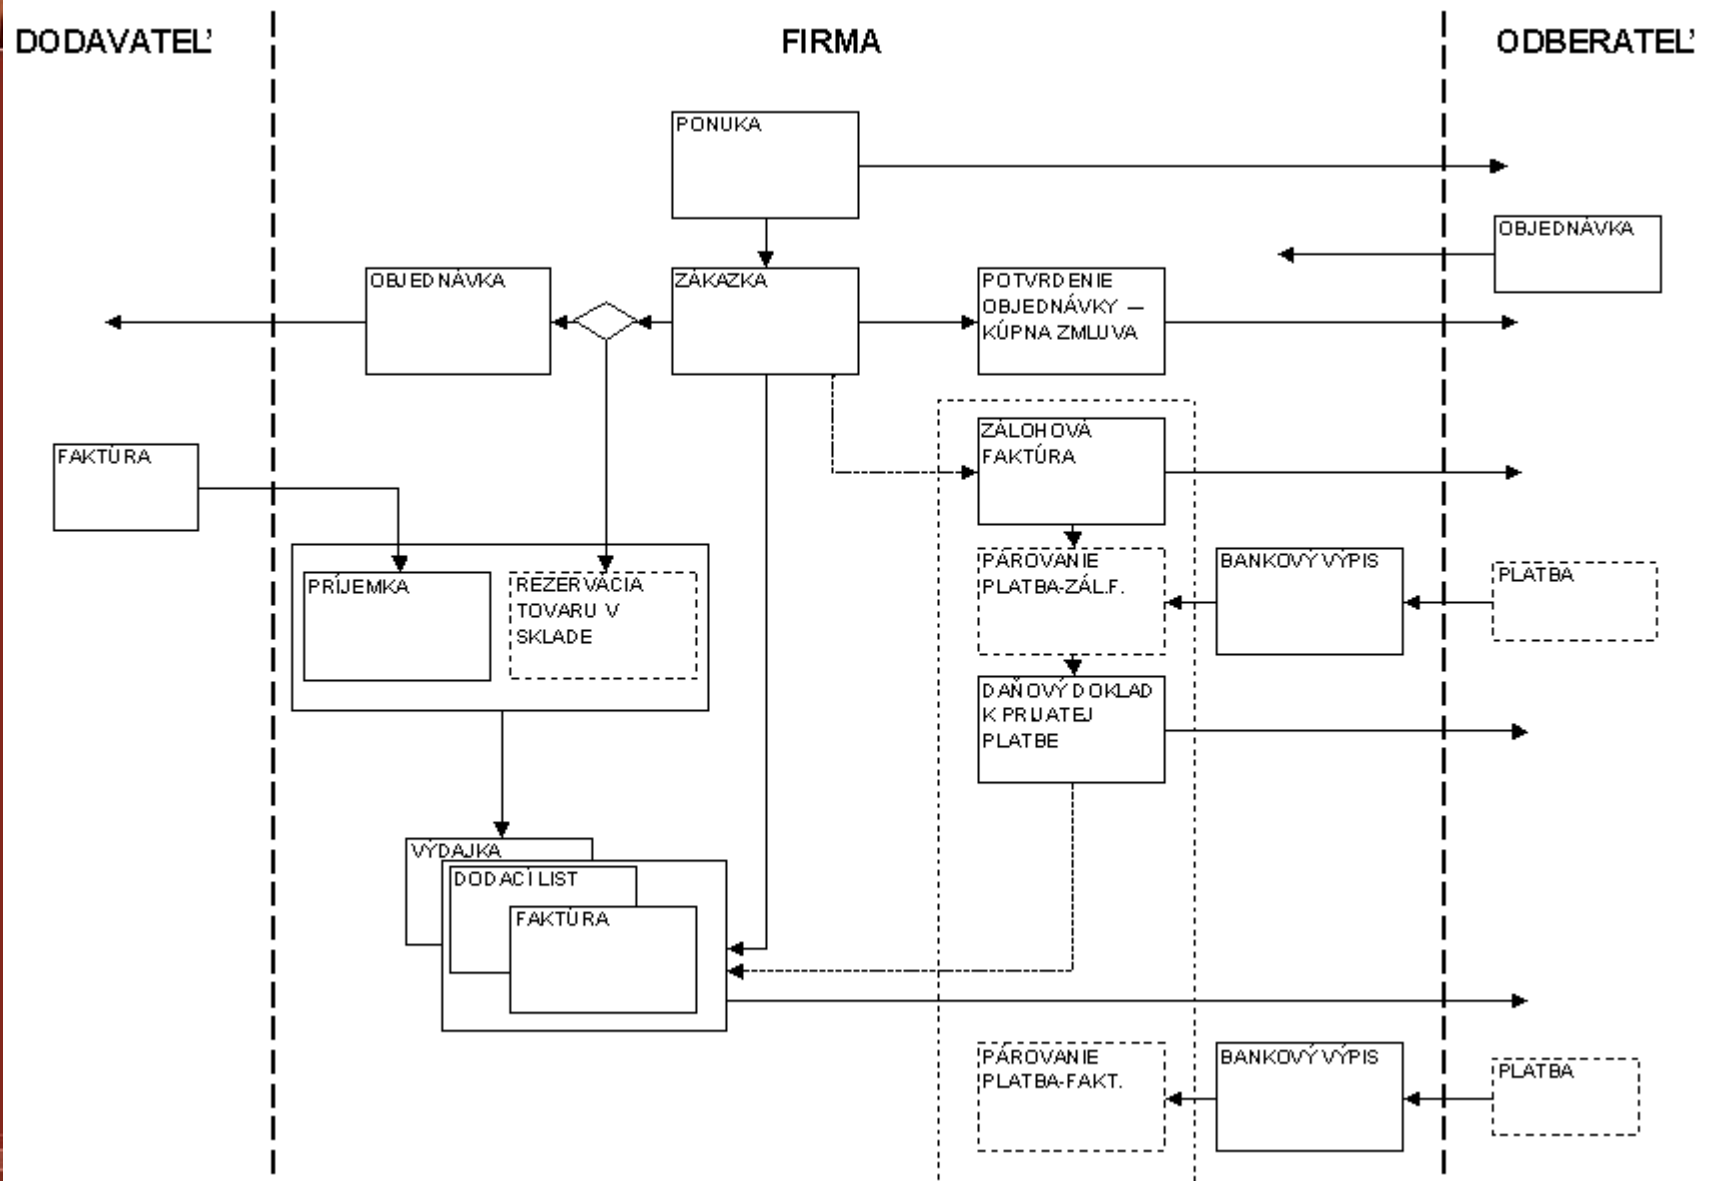 DODAVATEĽ
FIRMA
ODBERATEĽ
PONUKA
OBJEDNÁVKA
OBJEDNÁVKA
ZÁKAZKA
POTVRDENIE
OBJEDNÁVKY —
KÚPNA ZMLUVA
FAKTÚRA
ZÁLOHOVÁ
FAKTÚRA
PRÍJEMKA
REZERVÁCIA
TOVARU V
SKLADE
PÁROVANIE
PLATBA-ZÁL.F.
BANKOVÝ VÝPIS
PLATBA
DAŇOVÝ DOKLAD
K PRIJATEJ
PLATBE
VÝDAJKA
DODACÍ LIST
FAKTÚRA
PÁROVANIE
PLATBA-FAKT.
BANKOVÝ VÝPIS
PLATBA